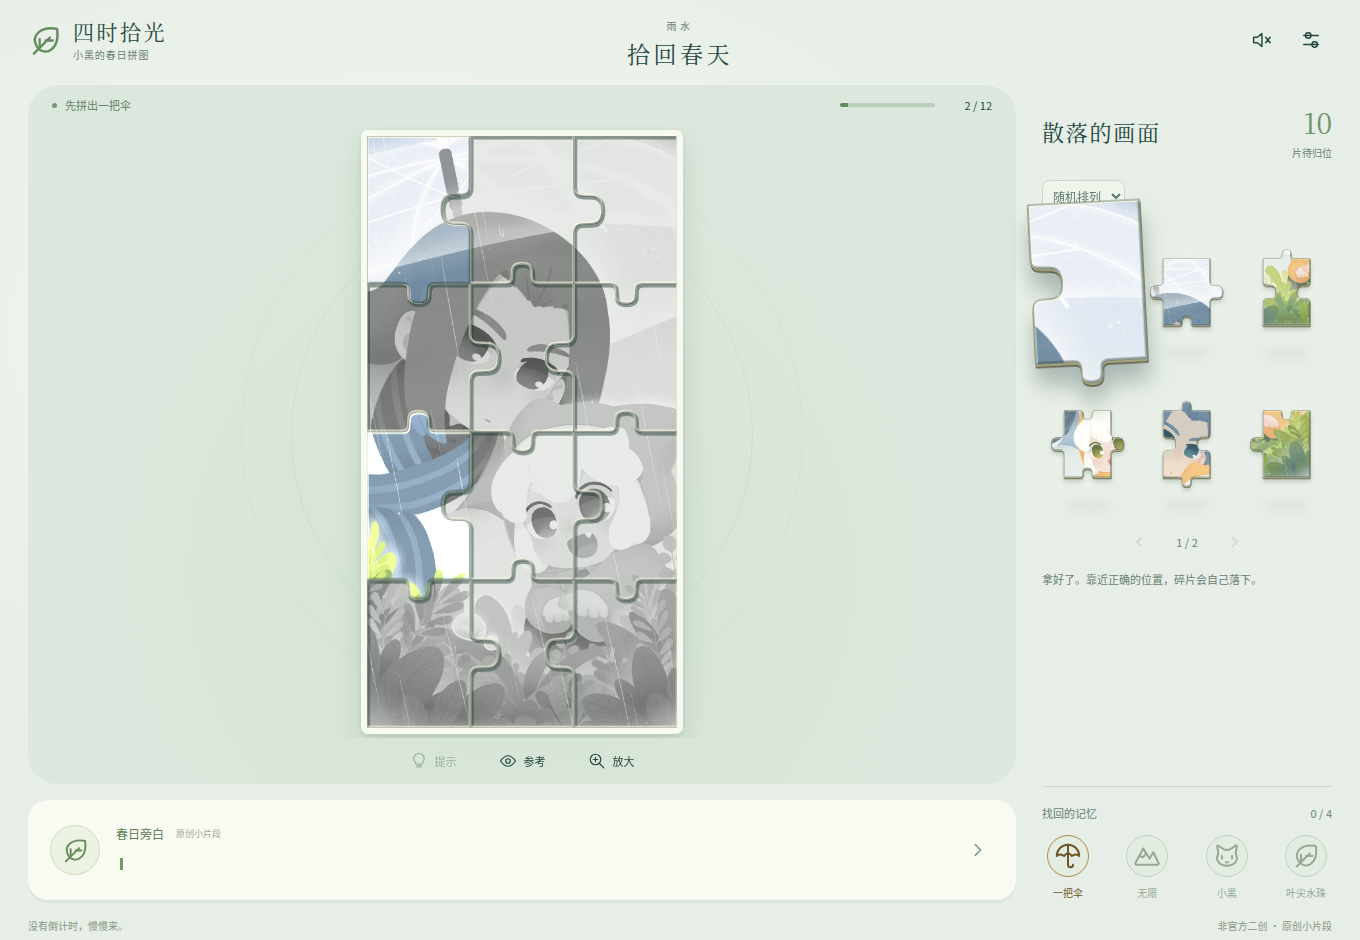 四时拾光
小黑的春日拼图
雨水
拾回春天
先拼出一把伞
2 / 12
散落的画面
10
片待归位
随机排列
1 / 2
拿好了。靠近正确的位置，碎片会自己落下。
提示
参考
放大
春日旁白
原创小片段
找回的记忆
0 / 4
一把伞
无限
小黑
叶尖水珠
没有倒计时，慢慢来。
非官方二创 · 原创小片段